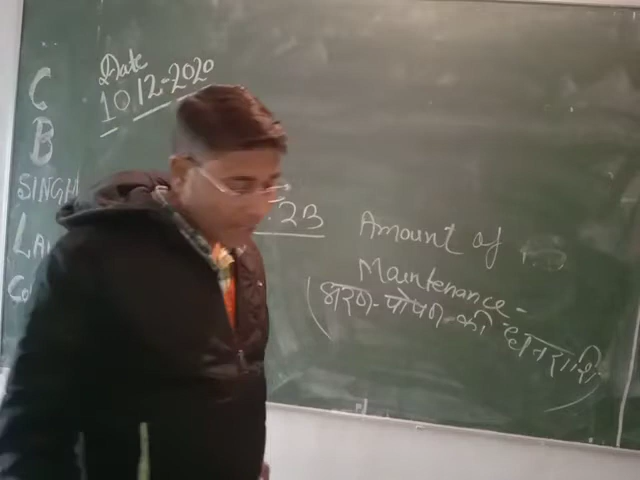 C
B
SINGH
Date
10.12-2020
23
Amount of
Maintenance-
(भरण-पोषण-की धनराशि)